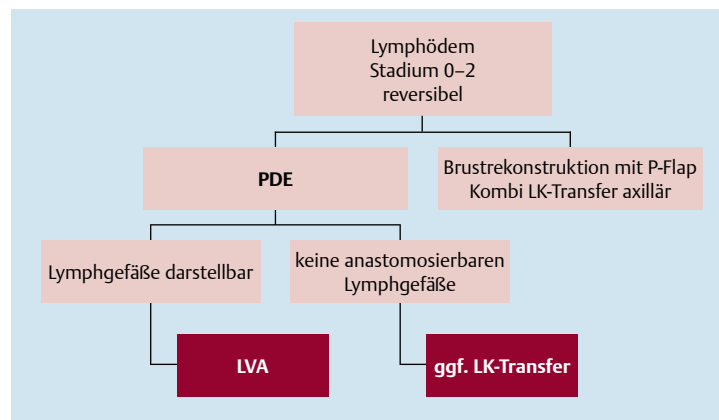 Lymphödem
Stadium 0–2
reversibel
PDE
Brustrekonstruktion mit P-Flap
Kombi LK-Transfer axillär
Lymphgefäße darstellbar
keine anastomosierbaren
Lymphgefäße
LVA
ggf. LK-Transfer